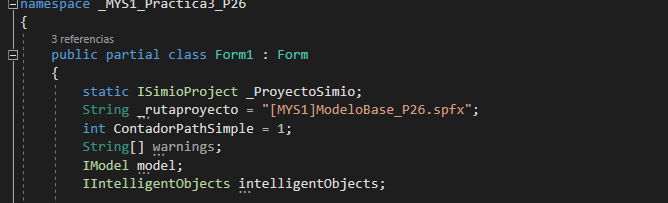 namespace _MYS1_Practica3_P26
{
3 referencias
public partial class Form1 : Form
{
static ISimioProject _ProyectoSimio;
String _rutaproyecto = "[MYS1]ModeloBase_P26.spfx";
int ContadorPathSimple = 1;
String[] warnings;
IModel model;
IIntelligentObjects intelligentObjects;